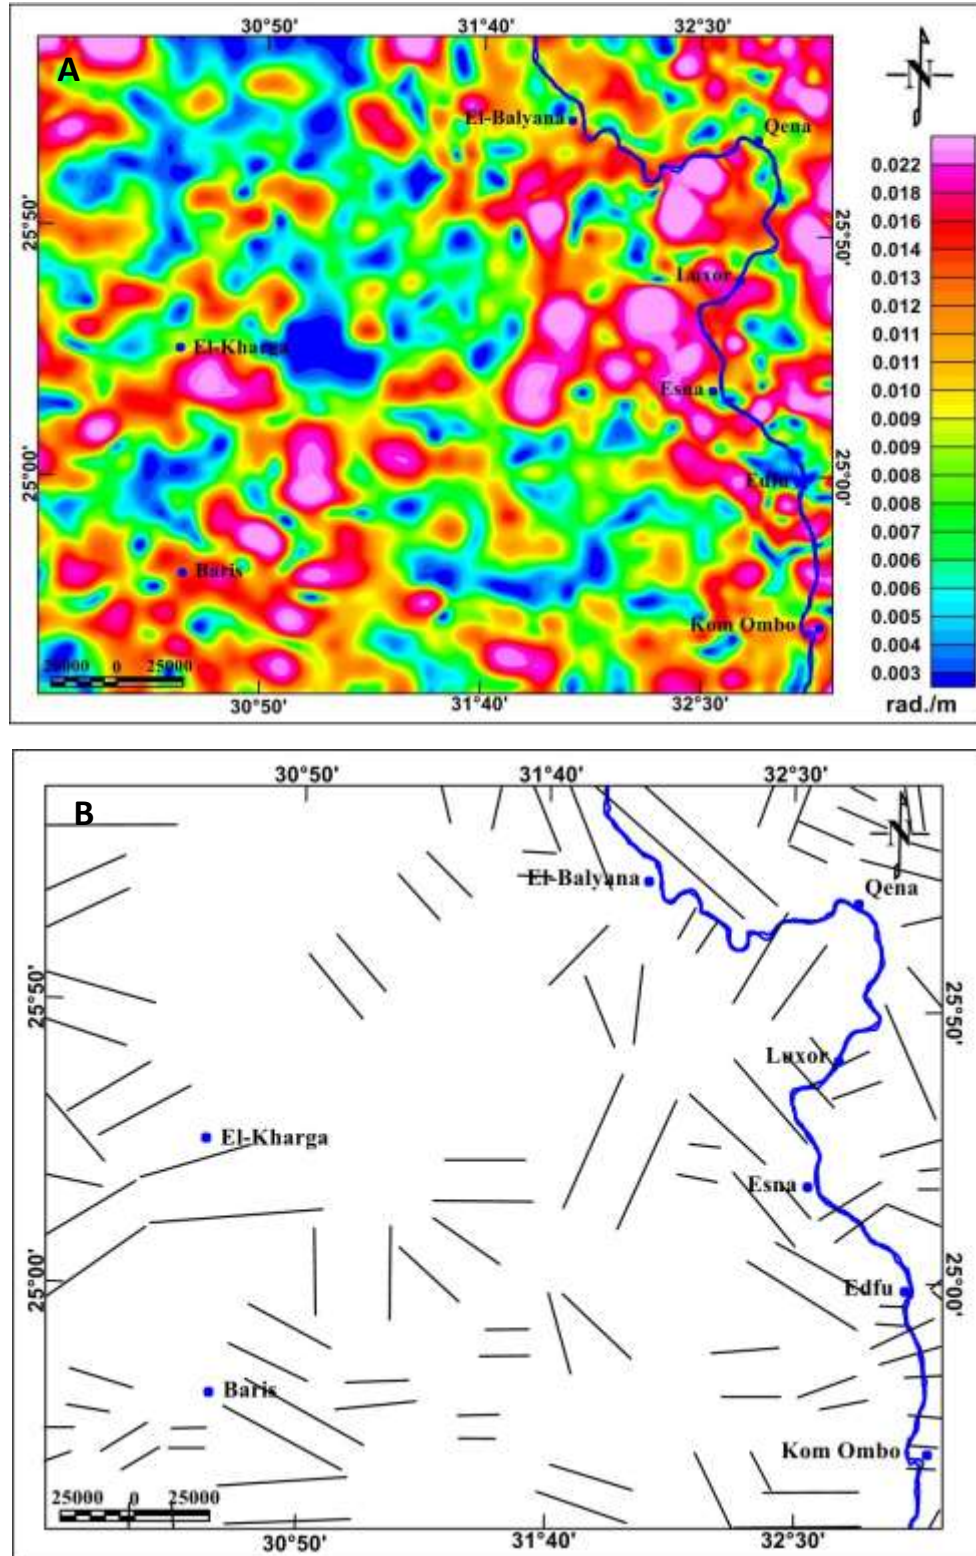 30°50' 31°40' 32°30'
A
N
El-Balyana
Qena
25°50'
25°50'
Luxor
El-Kharga
Esna
25°00'
25°00'
Edfu
Baris
Kom Ombo
25000 0 25000
30°50' 31°40' 32°30'
0.022
0.018
0.016
0.014
0.013
0.012
0.011
0.011
0.010
0.009
0.009
0.008
0.008
0.007
0.006
0.006
0.005
0.004
0.003
rad./m
30°50' 31°40' 32°30'
B
N
El-Balyana
Qena
25°50'
25°50'
Luxor
El-Kharga
Esna
25°00'
25°00'
Edfu
Baris
Kom Ombo
25000 0 25000
30°50' 31°40' 32°30'